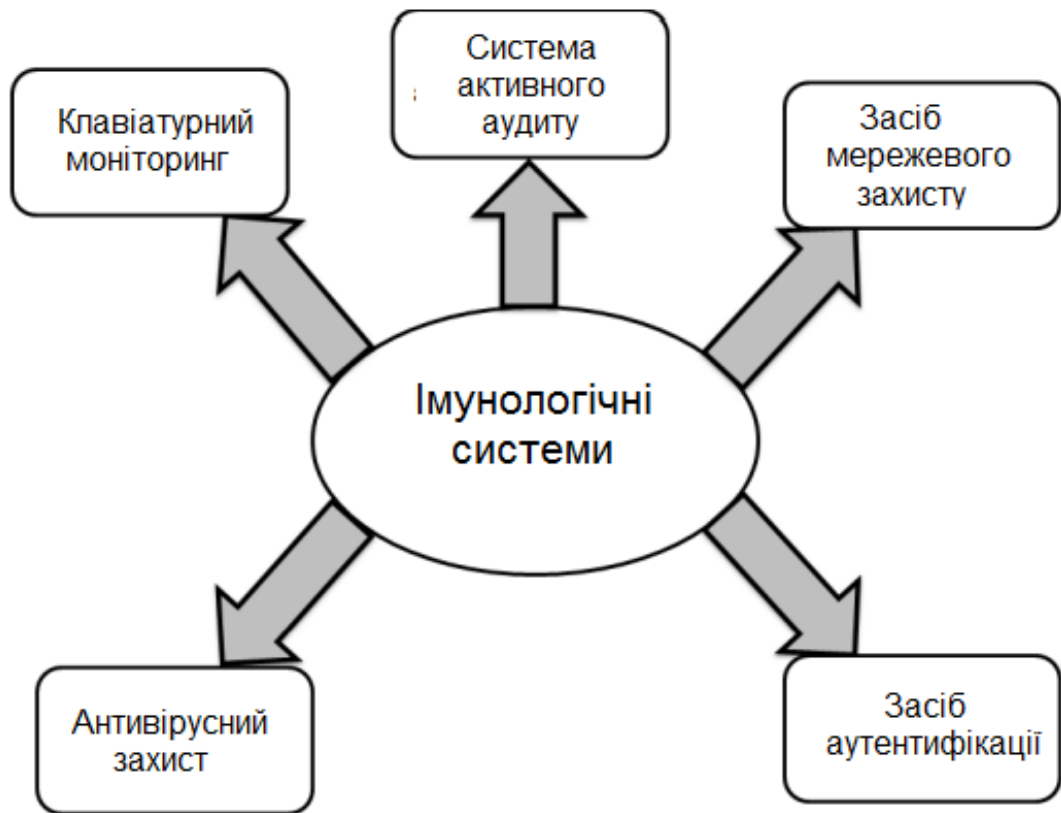 Система
активного
аудиту
Клавіатурний
моніторинг
Засіб
мережевого
захисту
Імунологічні
системи
Антивірусний
захист
Засіб
аутентифікації